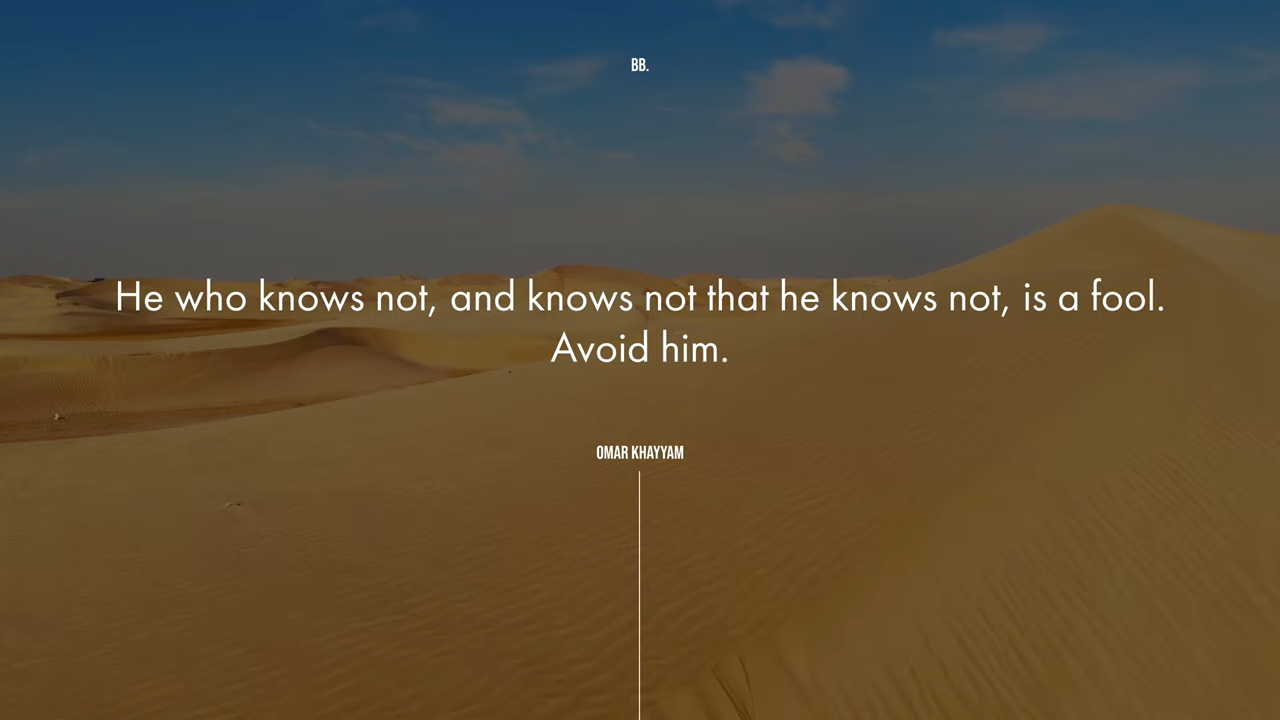 BB.
He who knows not, and knows not that he knows not, is a fool.
Avoid him.
OMAR KHAYYAM